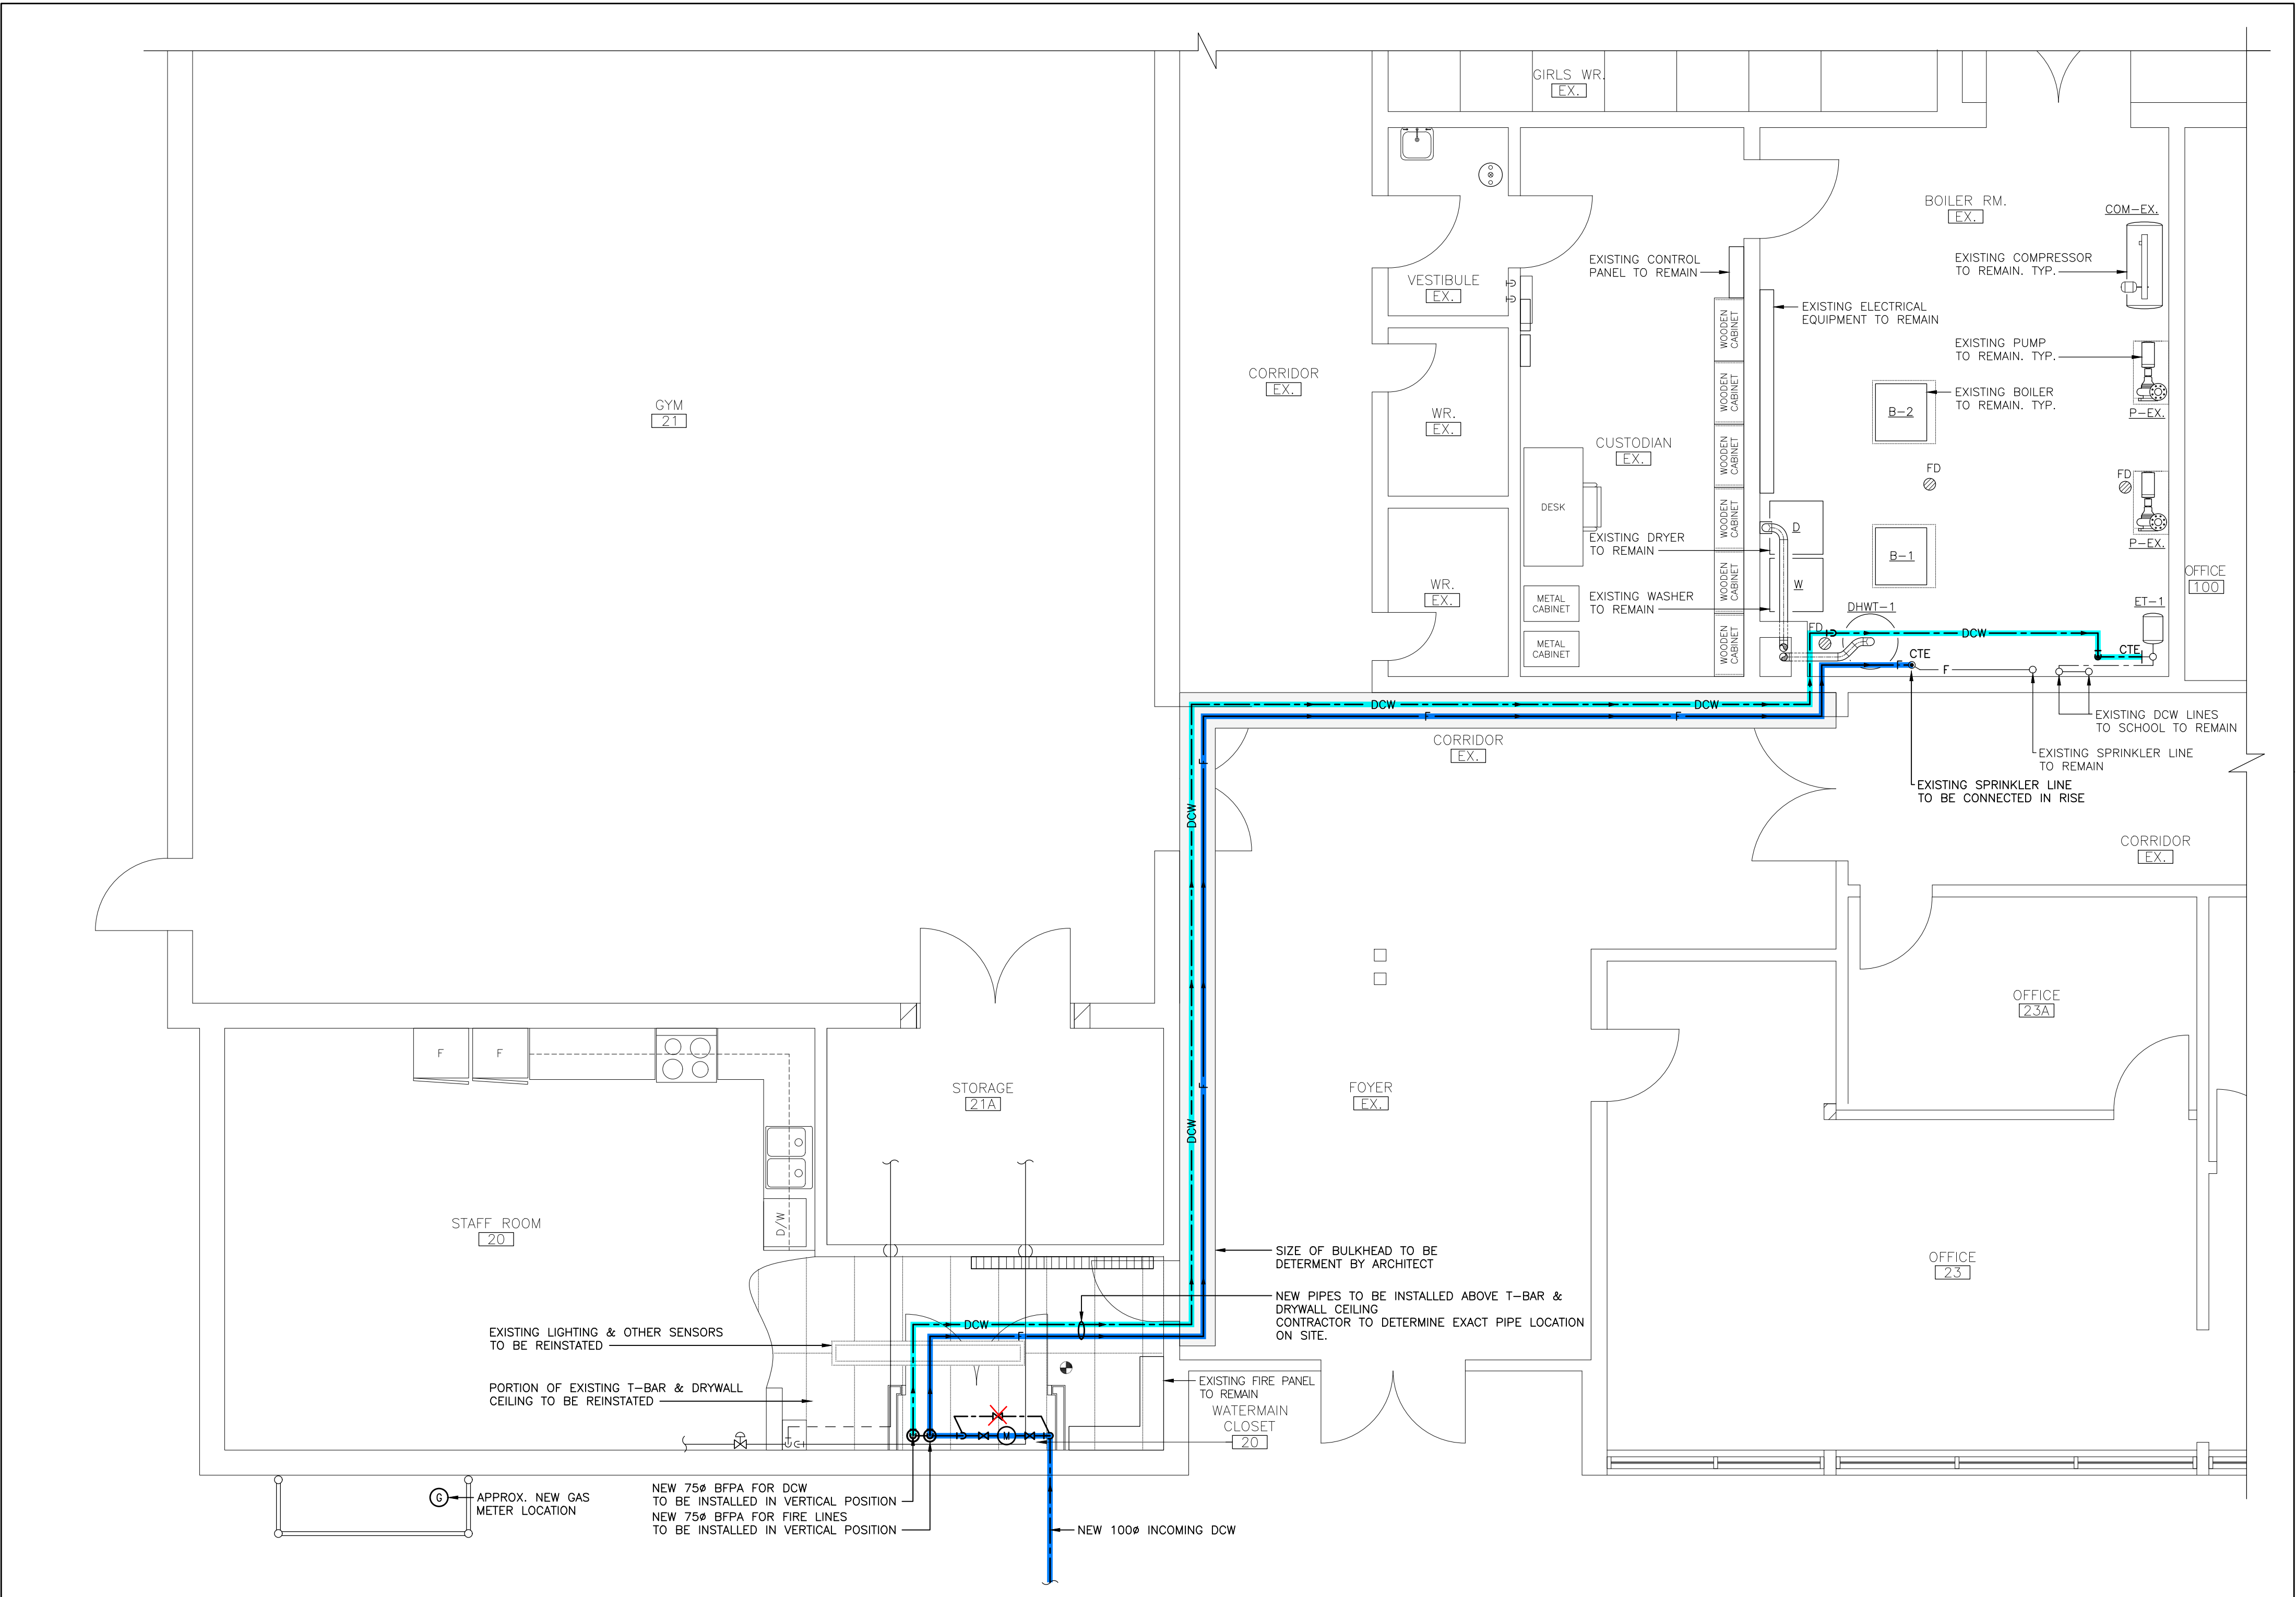 GIRLS WR.
EX.
BOILER RM.
EX.
COM-EX.
EXISTING CONTROL
PANEL TO REMAIN
EXISTING COMPRESSOR
TO REMAIN. TYP.
VESTIBULE
EX.
EXISTING ELECTRICAL
EQUIPMENT TO REMAIN
WOODEN
CABINET
EXISTING PUMP
TO REMAIN. TYP.
CORRIDOR
EX.
WOODEN
CABINET
EXISTING BOILER
TO REMAIN. TYP.
GYM
21
B-2
P-EX.
WR.
EX.
CUSTODIAN
EX.
WOODEN
CABINET
FD
FD
DESK
WOODEN
CABINET
EXISTING DRYER
TO REMAIN
D
P-EX.
B-1
WR.
EX.
METAL
CABINET
EXISTING WASHER
TO REMAIN
WOODEN
CABINET
W
OFFICE
100
DHWT-1
ET-1
METAL
CABINET
WOODEN
CABINET
FD
DCW
CTE
CTE
F
F
DCW
DCW
F
F
EXISTING DCW LINES
TO SCHOOL TO REMAIN
CORRIDOR
EX.
EXISTING SPRINKLER LINE
TO REMAIN
EXISTING SPRINKLER LINE
TO BE CONNECTED IN RISE
F
DCW
CORRIDOR
EX.
OFFICE
23A
F
F
STORAGE
21A
FOYER
EX.
F
DCW
D/W
STAFF ROOM
20
SIZE OF BULKHEAD TO BE
DETERMENT BY ARCHITECT
OFFICE
23
NEW PIPES TO BE INSTALLED ABOVE T-BAR &
DRYWALL CEILING
CONTRACTOR TO DETERMINE EXACT PIPE LOCATION
ON SITE.
DCW
F
EXISTING LIGHTING & OTHER SENSORS
TO BE REINSTATED
PORTION OF EXISTING T-BAR & DRYWALL
CEILING TO BE REINSTATED
EXISTING FIRE PANEL
TO REMAIN
WATERMAIN
CLOSET
20
M
G
APPROX. NEW GAS
METER LOCATION
NEW 75ø BFPA FOR DCW
TO BE INSTALLED IN VERTICAL POSITION
NEW 75ø BFPA FOR FIRE LINES
TO BE INSTALLED IN VERTICAL POSITION
NEW 100ø INCOMING DCW